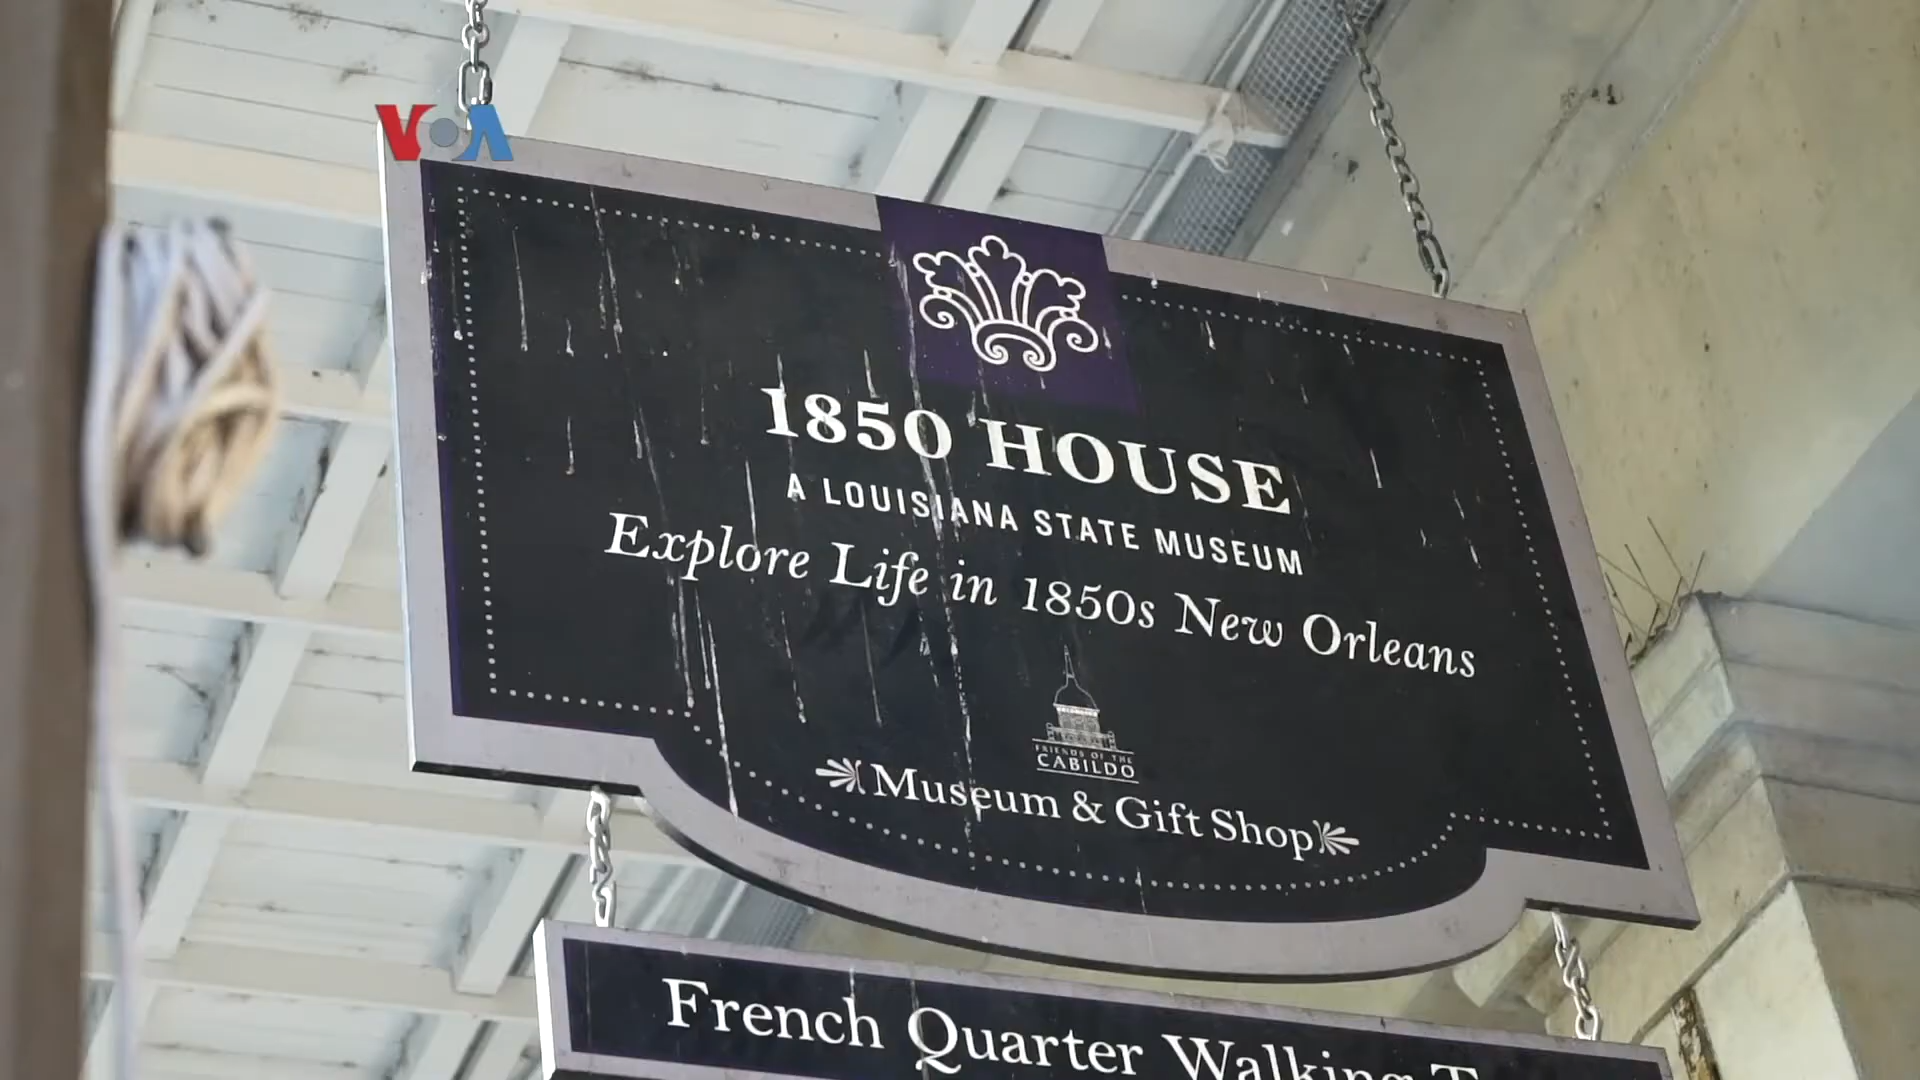 VOA
1850 HOUSE
A LOUISIANA STATE MUSEUM
Explore Life in 1850s New Orleans
FRIENDS OF THE
CABILDO
Museum & Gift Shop
French Quarter Walking